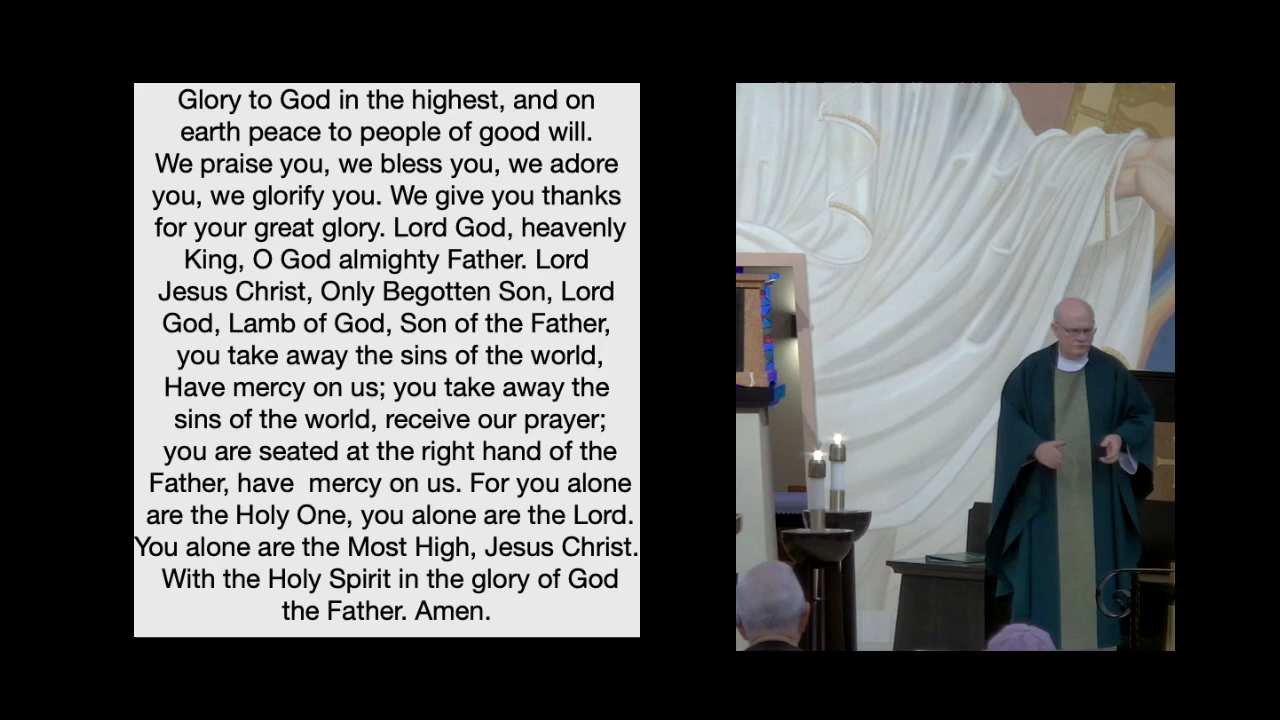 Glory to God in the highest, and on
earth peace to people of good will.
We praise you, we bless you, we adore
you, we glorify you. We give you thanks
for your great glory. Lord God, heavenly
King, O God almighty Father. Lord
Jesus Christ, Only Begotten Son, Lord
God, Lamb of God, Son of the Father,
you take away the sins of the world,
Have mercy on us; you take away the
sins of the world, receive our prayer;
you are seated at the right hand of the
Father, have  mercy on us. For you alone
are the Holy One, you alone are the Lord.
You alone are the Most High, Jesus Christ.
With the Holy Spirit in the glory of God
the Father. Amen.